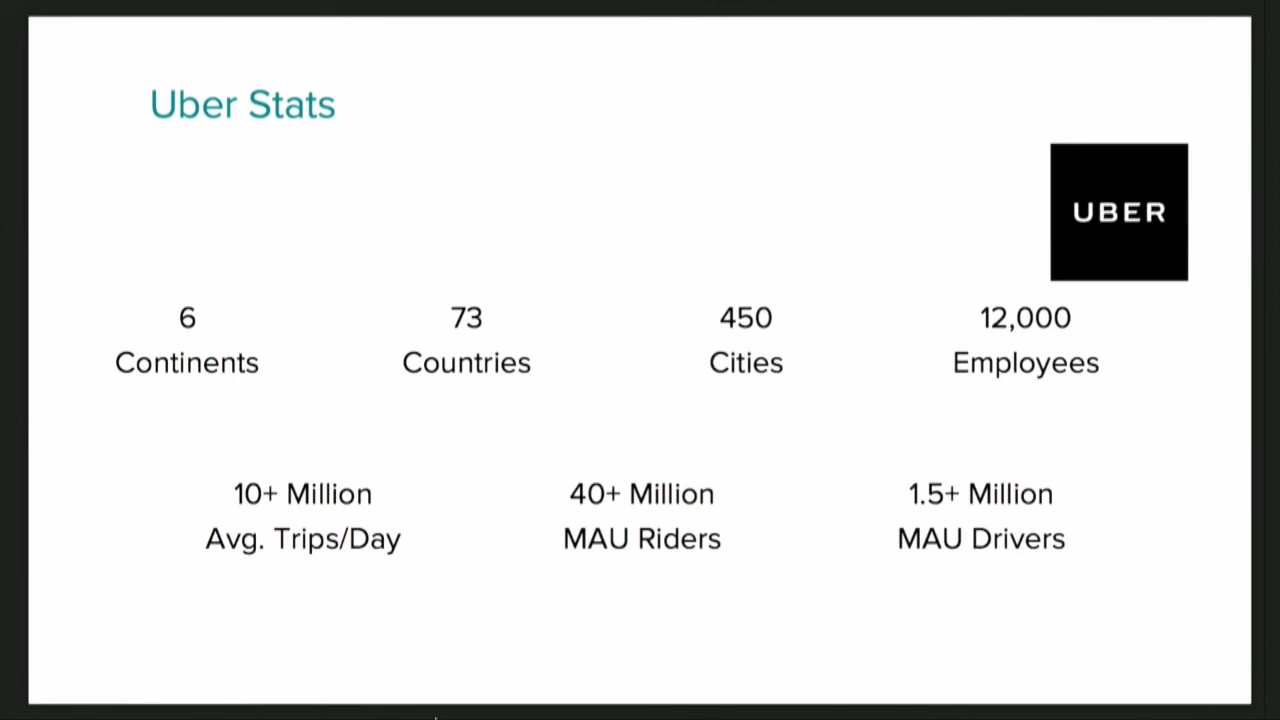 Uber Stats
UBER
6
Continents
73
Countries
450
Cities
12,000
Employees
10+ Million
Avg. Trips/Day
40+ Million
MAU Riders
1.5+ Million
MAU Drivers